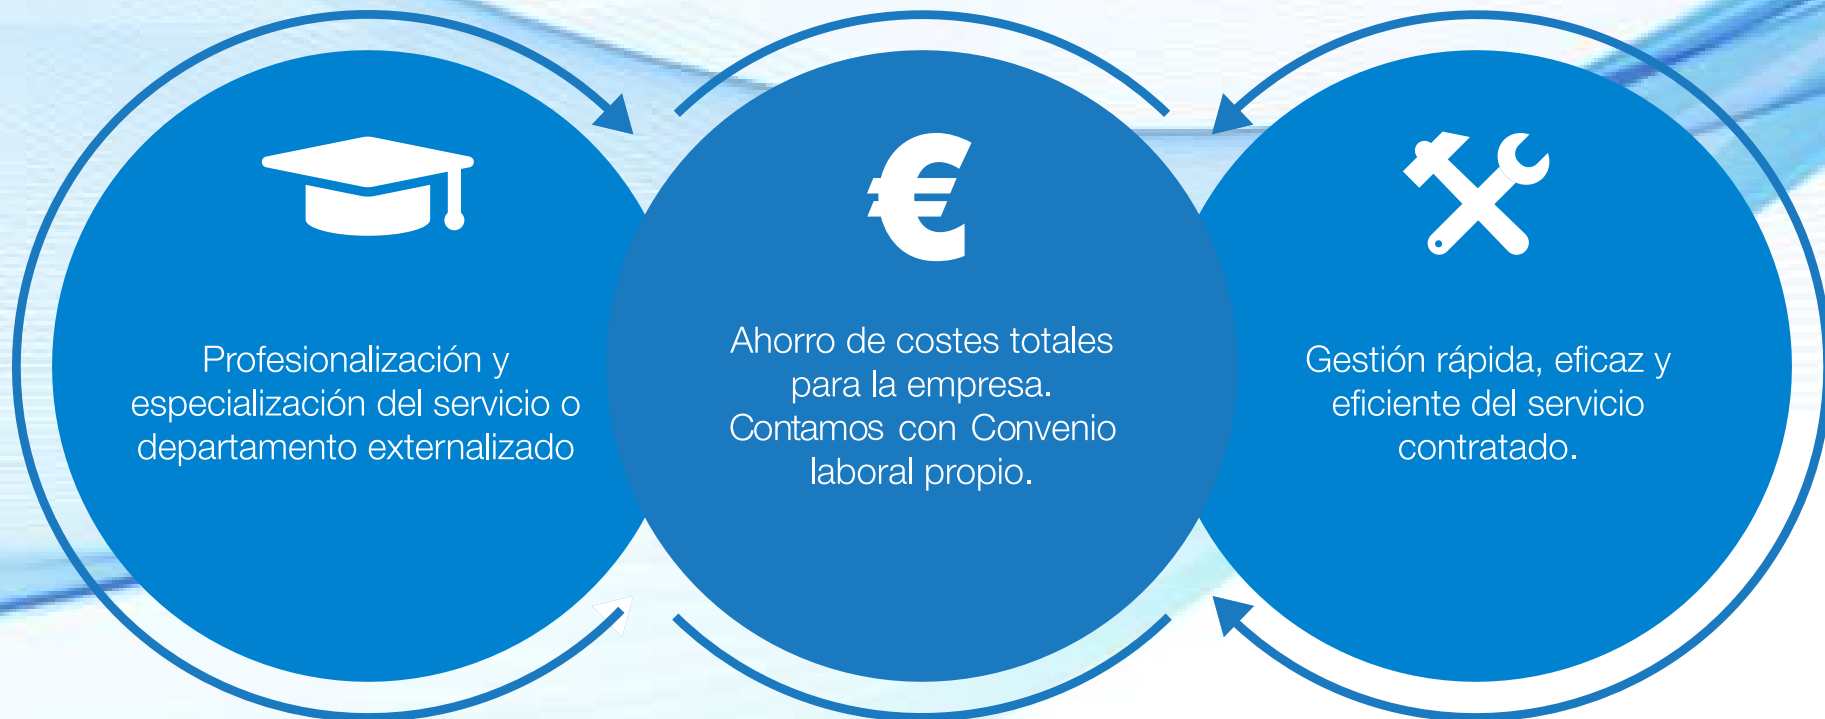 €
Profesionalización y
especialización del servicio o
departamento externalizado
Ahorro de costes totales
para la empresa.
Contamos con Convenio
laboral propio.
Gestión rápida, eficaz y
eficiente del servicio
contratado.